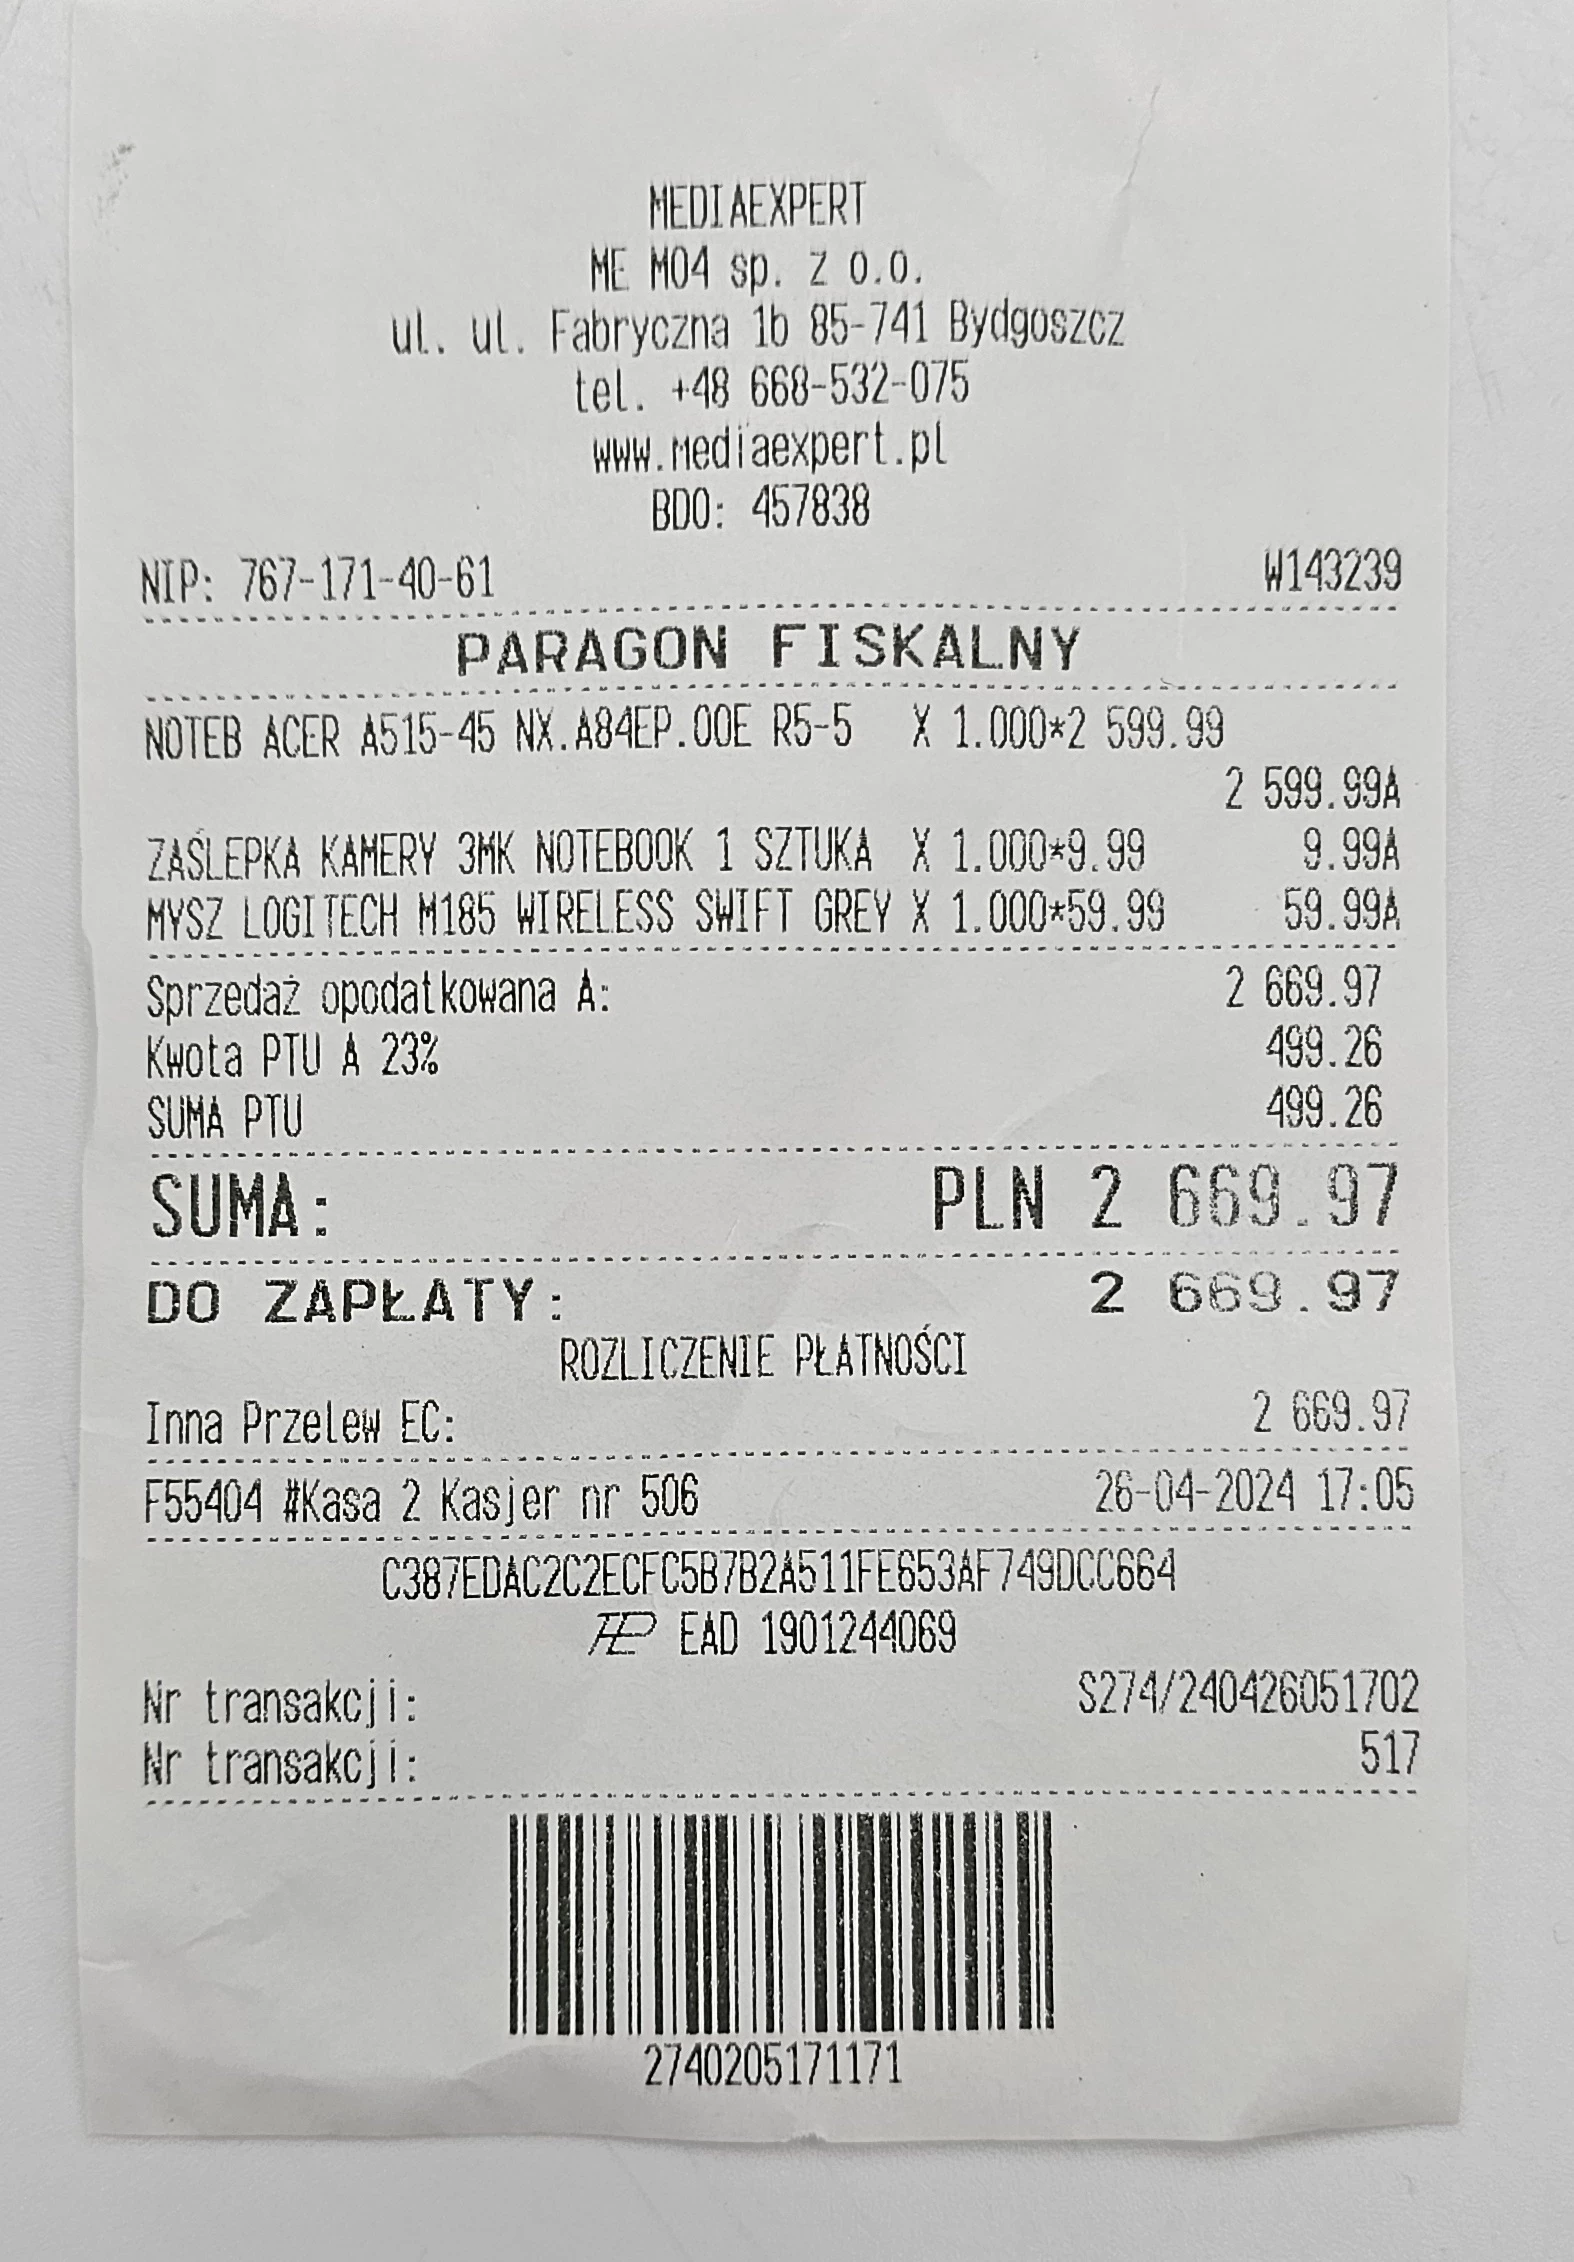 MEDIAEXPERT
ME M04 sp. z o.o.
ul. ul. Fabryczna 1b 85-741 Bydgoszcz
tel. +48 668-532-075
www.mediaexpert.pl
BDO: 457838
NIP: 767-171-40-61 W143239
PARAGON FISKALNY
NOTEB ACER A515-45 NX.A84EP.00E R5-5 X 1.000*2 599.99
2 599.99A
ZAŚLEPKA KAMERY 3MK NOTEBOOK 1 SZTUKA X 1.000*9.99 9.99A
MYSZ LOGITECH M185 WIRELESS SWIFT GREY X 1.000*59.99 59.99A
Sprzedaż opodatkowana A: 2 669.97
Kwota PTU A 23% 499.26
SUMA PTU 499.26
SUMA: PLN 2 669.97
DO ZAPŁATY: 2 669.97
ROZLICZENIE PŁATNOŚCI
Inna Przelew EC: 2 669.97
F55404 #Kasa 2 Kasjer nr 506 26-04-2024 17:05
C387EDAC2C2ECFC5B7B2A511FE653AF749DCC664
EAD 1901244069
Nr transakcji: S274/240426051702
Nr transakcji: 517
2740205171171